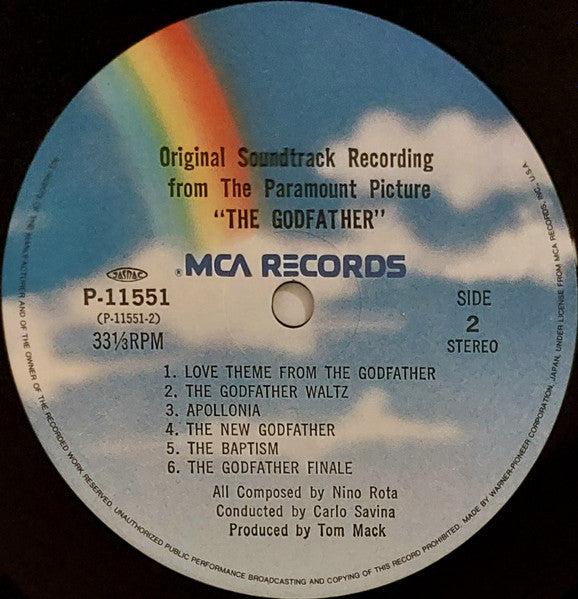 Original Soundtrack Recording
from The Paramount Picture
“THE GODFATHER”
MCA RECORDS
JASRAC
P-11551
(P-11551-2)
33⅓RPM
SIDE
2
STEREO
1. LOVE THEME FROM THE GODFATHER
2. THE GODFATHER WALTZ
3. APOLLONIA
4. THE NEW GODFATHER
5. THE BAPTISM
6. THE GODFATHER FINALE
All Composed by Nino Rota
Conducted by Carlo Savina
Produced by Tom Mack
ALL RIGHTS OF THE MANUFACTURER AND OF THE OWNER OF THE RECORDED WORK RESERVED. UNAUTHORIZED PUBLIC PERFORMANCE BROADCASTING AND COPYING OF THIS RECORD PROHIBITED. MADE BY WARNER-PIONEER CORPORATION, JAPAN, UNDER LICENSE FROM MCA RECORDS, INC., U.S.A.